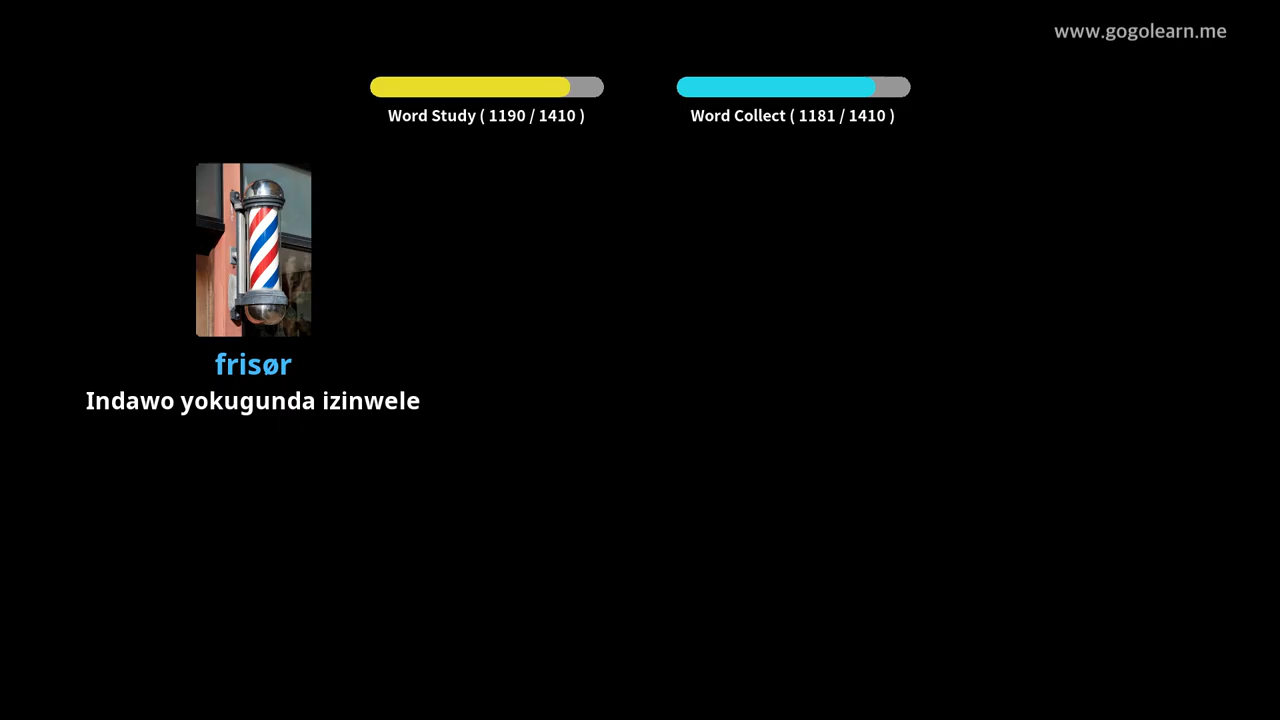 www.gogolearn.me
Word Study ( 1190 / 1410 )
Word Collect ( 1181 / 1410 )
frisør
Indawo yokugunda izinwele